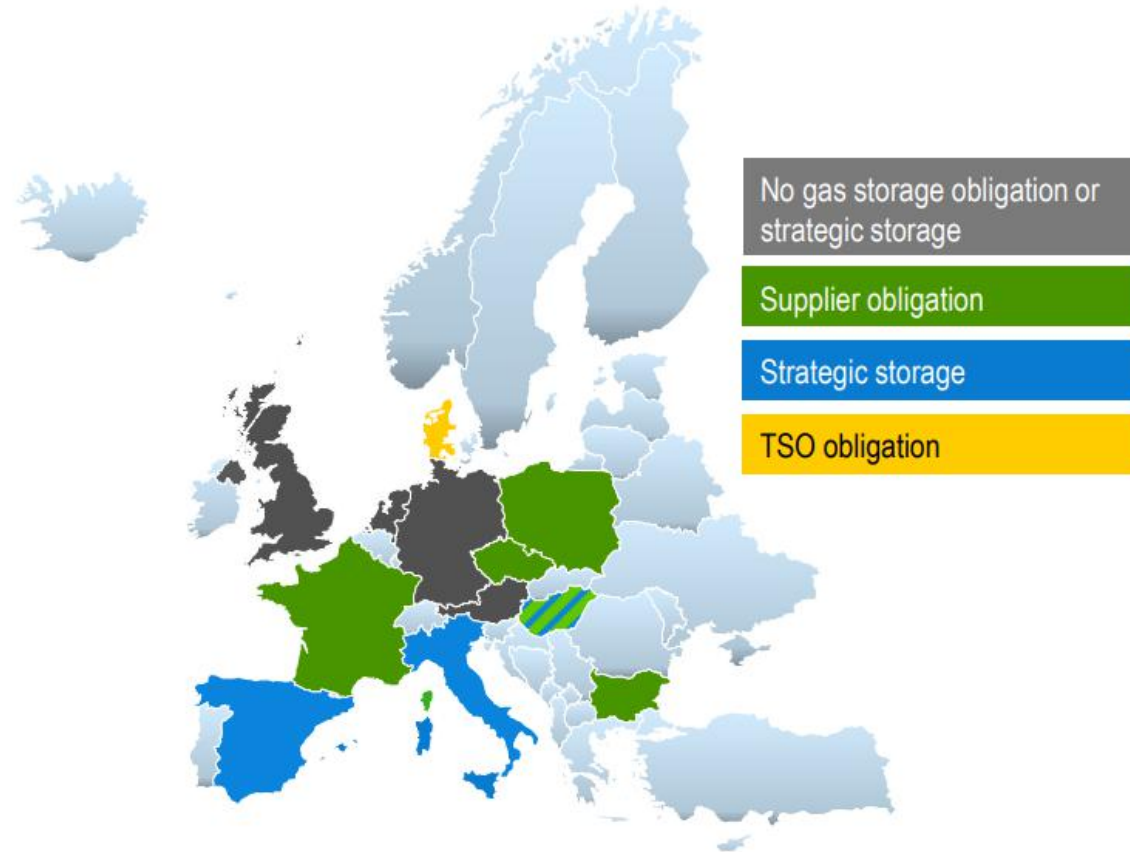 No gas storage obligation or
strategic storage
Supplier obligation
Strategic storage
TSO obligation